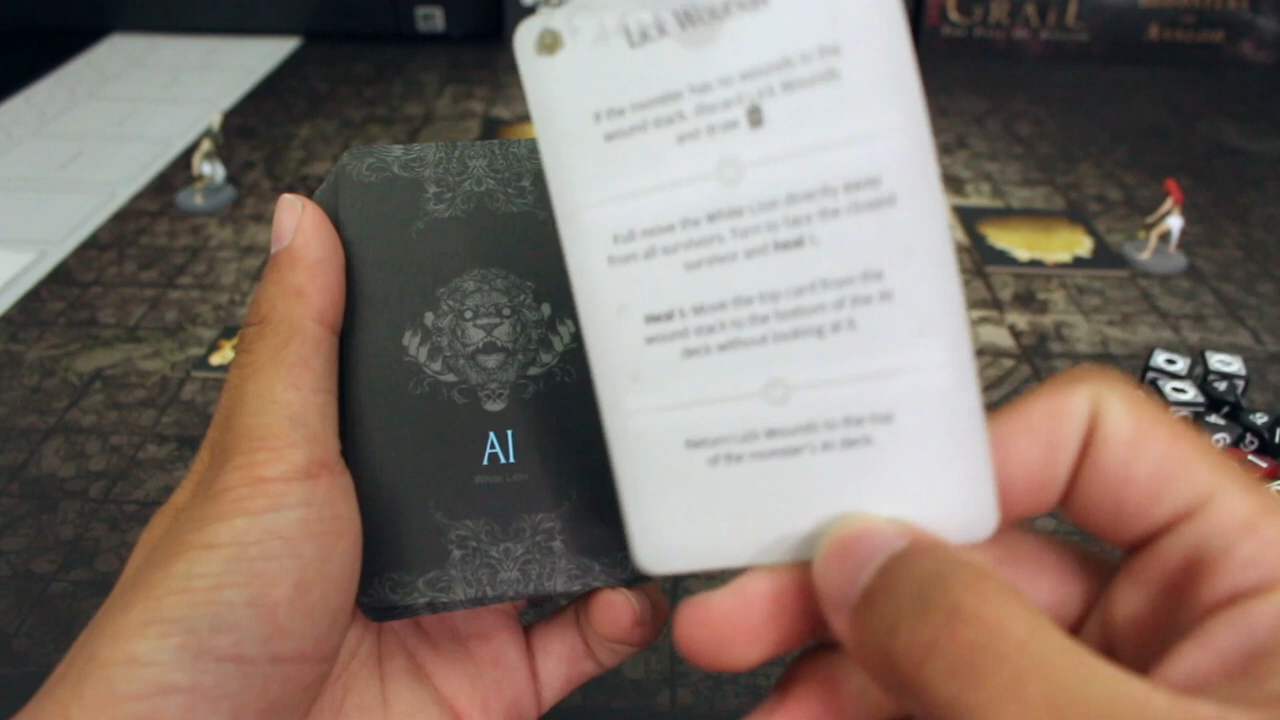 GRAIL
AVALON
Lick Wounds
If the monster has no wounds in the
wound stack, discard Lick Wounds
and draw
Full move the White Lion directly away
from all survivors. Turn to face the closest
survivor and heal 1.
Heal 1: Move the top card from the
wound stack to the bottom of the AI
deck without looking at it.
Return Lick Wounds to the top
of the monster's AI deck.
AI
White Lion